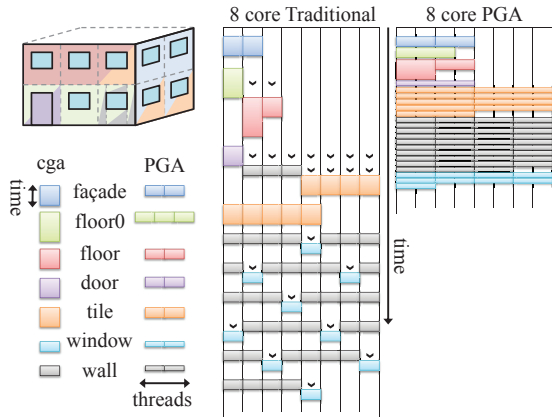 8 core Traditional
8 core PGA
cga
PGA
time
façade
floor0
floor
door
tile
window
wall
threads
time